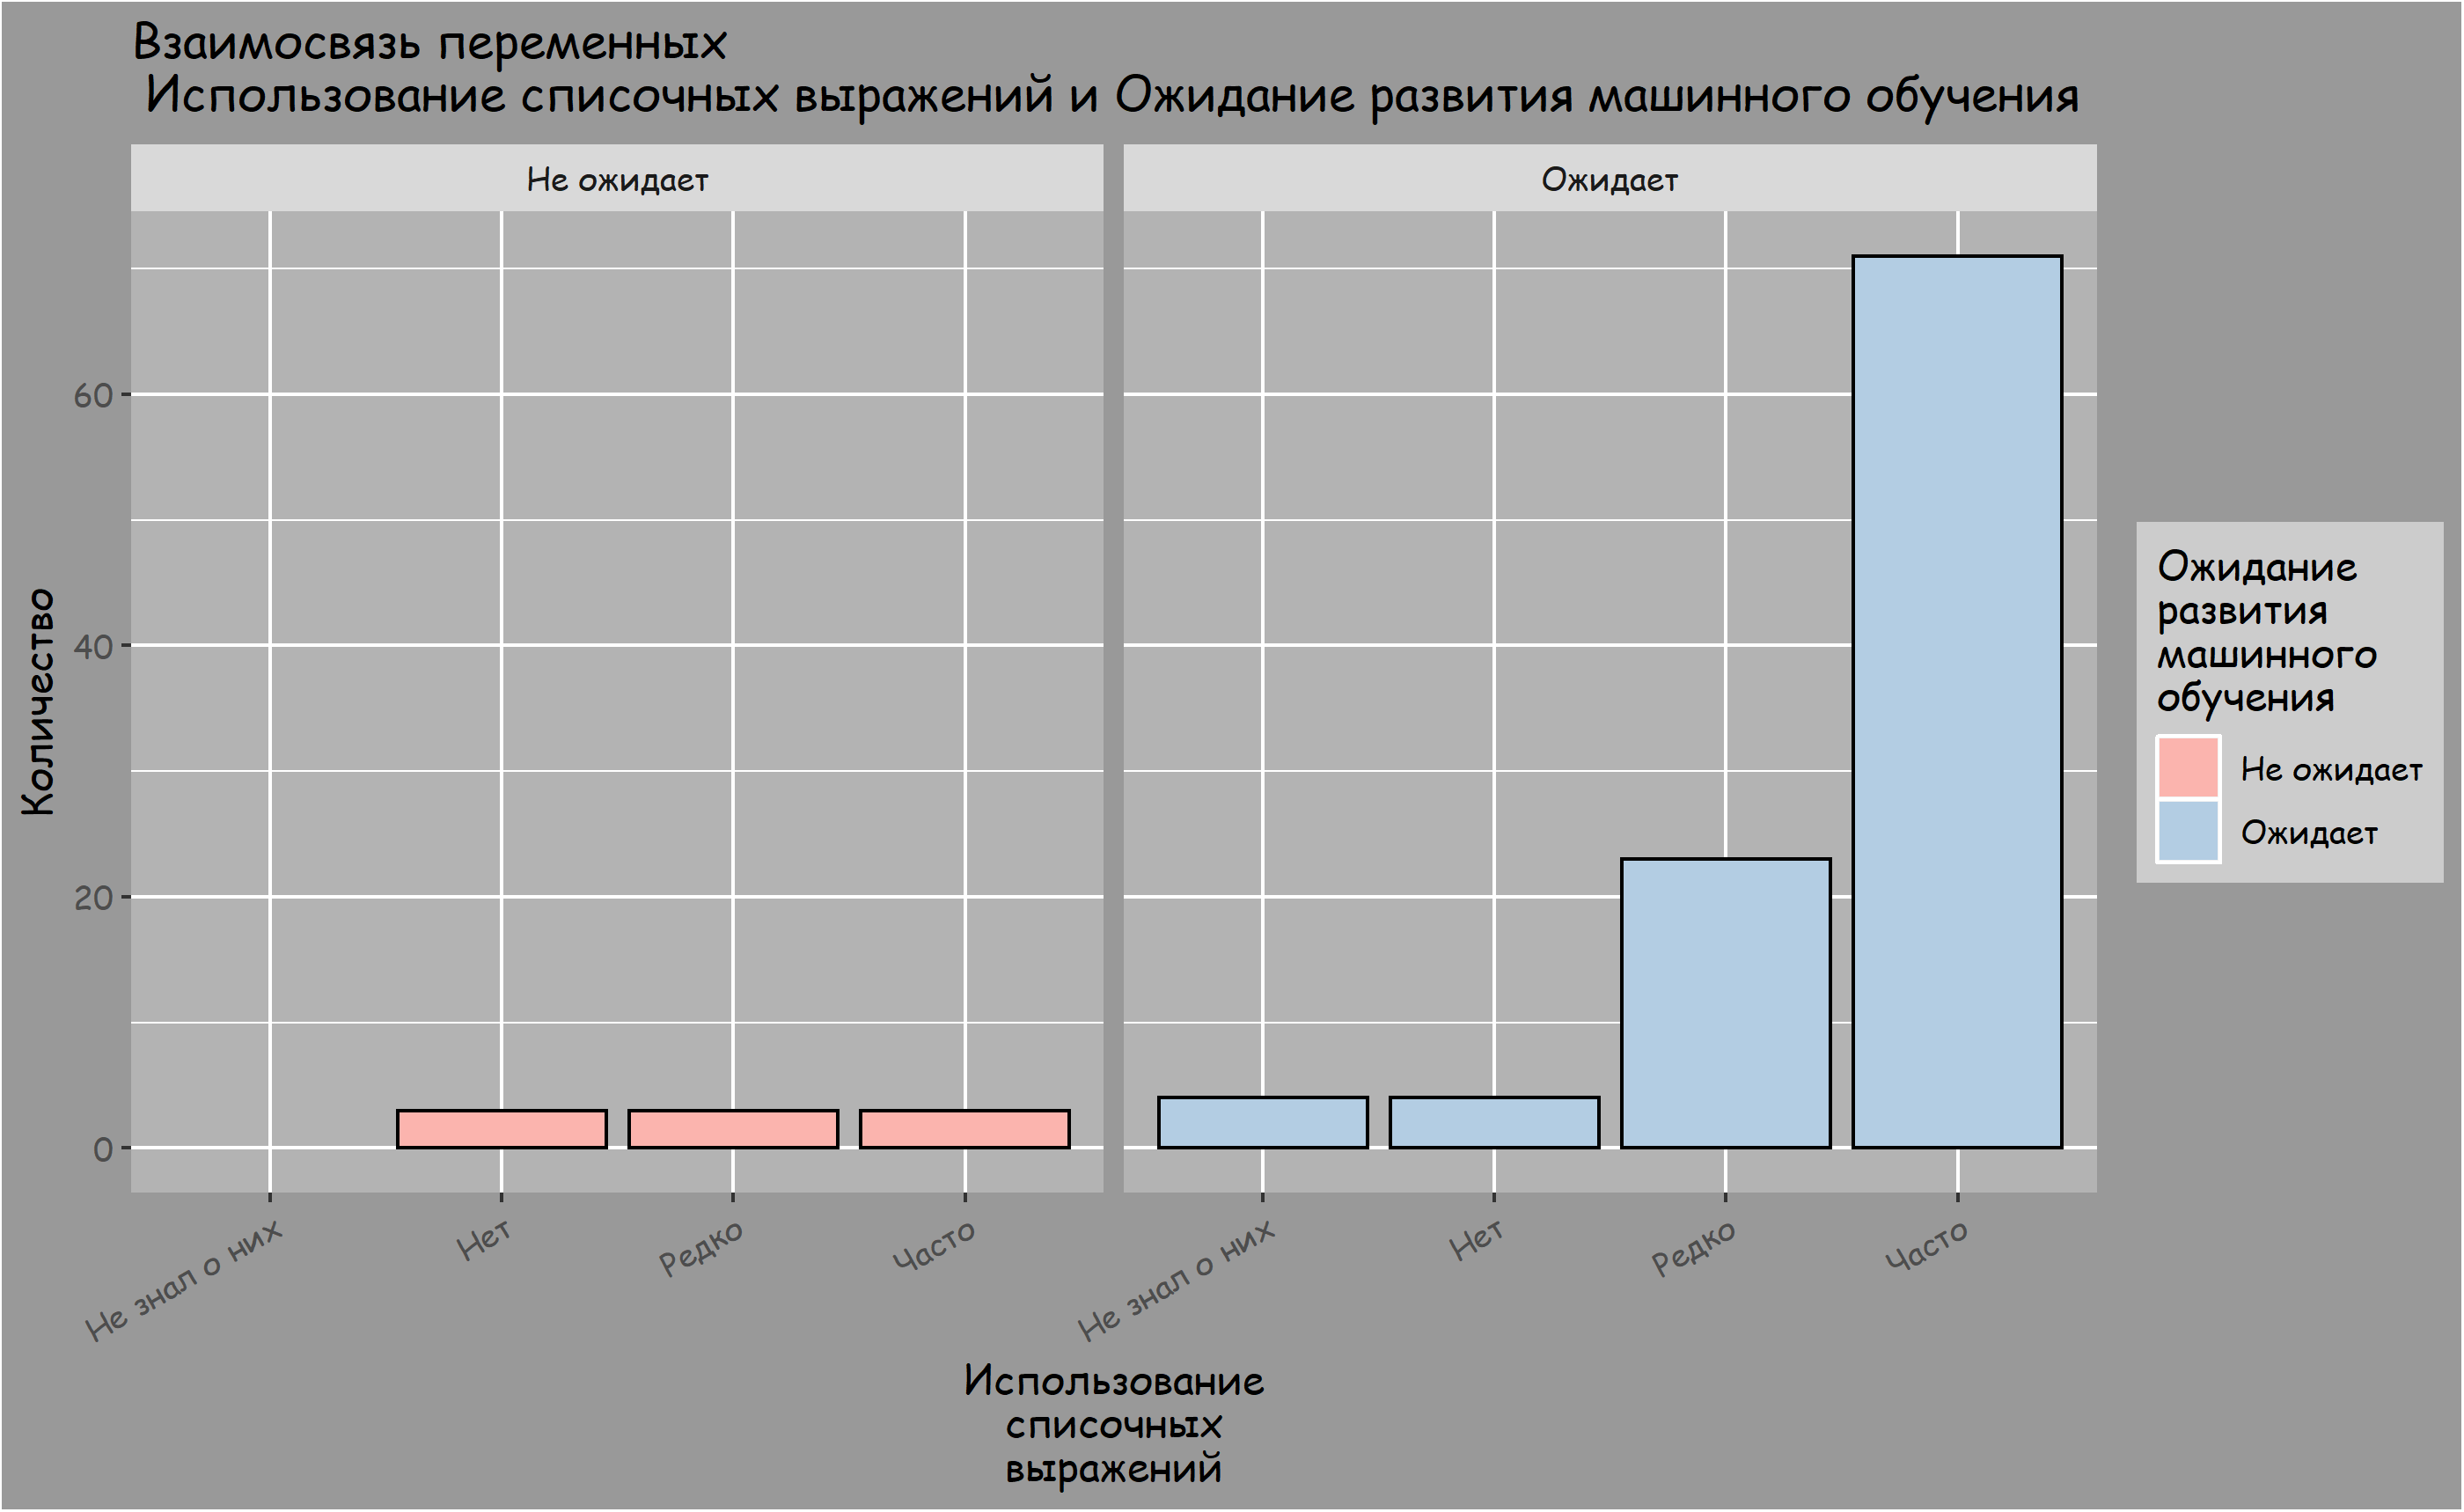 Взаимосвязь переменных
Использование списочных выражений и Ожидание развития машинного обучения
Не ожидает
Ожидает
Количество
60
40
20
0
Не знал о них
Нет
Редко
Часто
Не знал о них
Нет
Редко
Часто
Использование
списочных
выражений
Ожидание
развития
машинного
обучения
Не ожидает
Ожидает